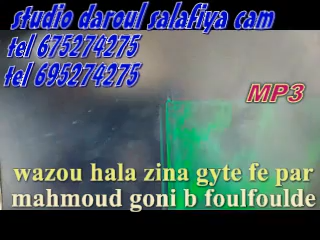 studio daroul salafiya cam
tel 675274275
tel 695274275
MP3
wazou hala zina gyte fe par
mahmoud goni b foulfoulde